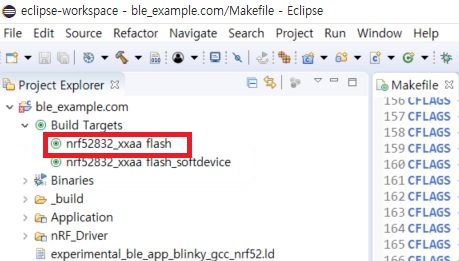 eclipse-workspace - ble_example.com/Makefile - Eclipse
File Edit Source Refactor Navigate Search Project Run Window Help
Project Explorer
Makefile
ble_example.com
Build Targets
nrf52832_xxaa flash
nrf52832_xxaa flash_softdevice
Binaries
_build
Application
nRF_Driver
experimental_ble_app_blinky_gcc_nrf52.ld
156 CFLAGS
157 CFLAGS
158 CFLAGS
159 CFLAGS
160 CFLAGS
161 CFLAGS
162 CFLAGS
163 CFLAGS
164 CFLAGS
165 CFLAGS
166 CFLAGS